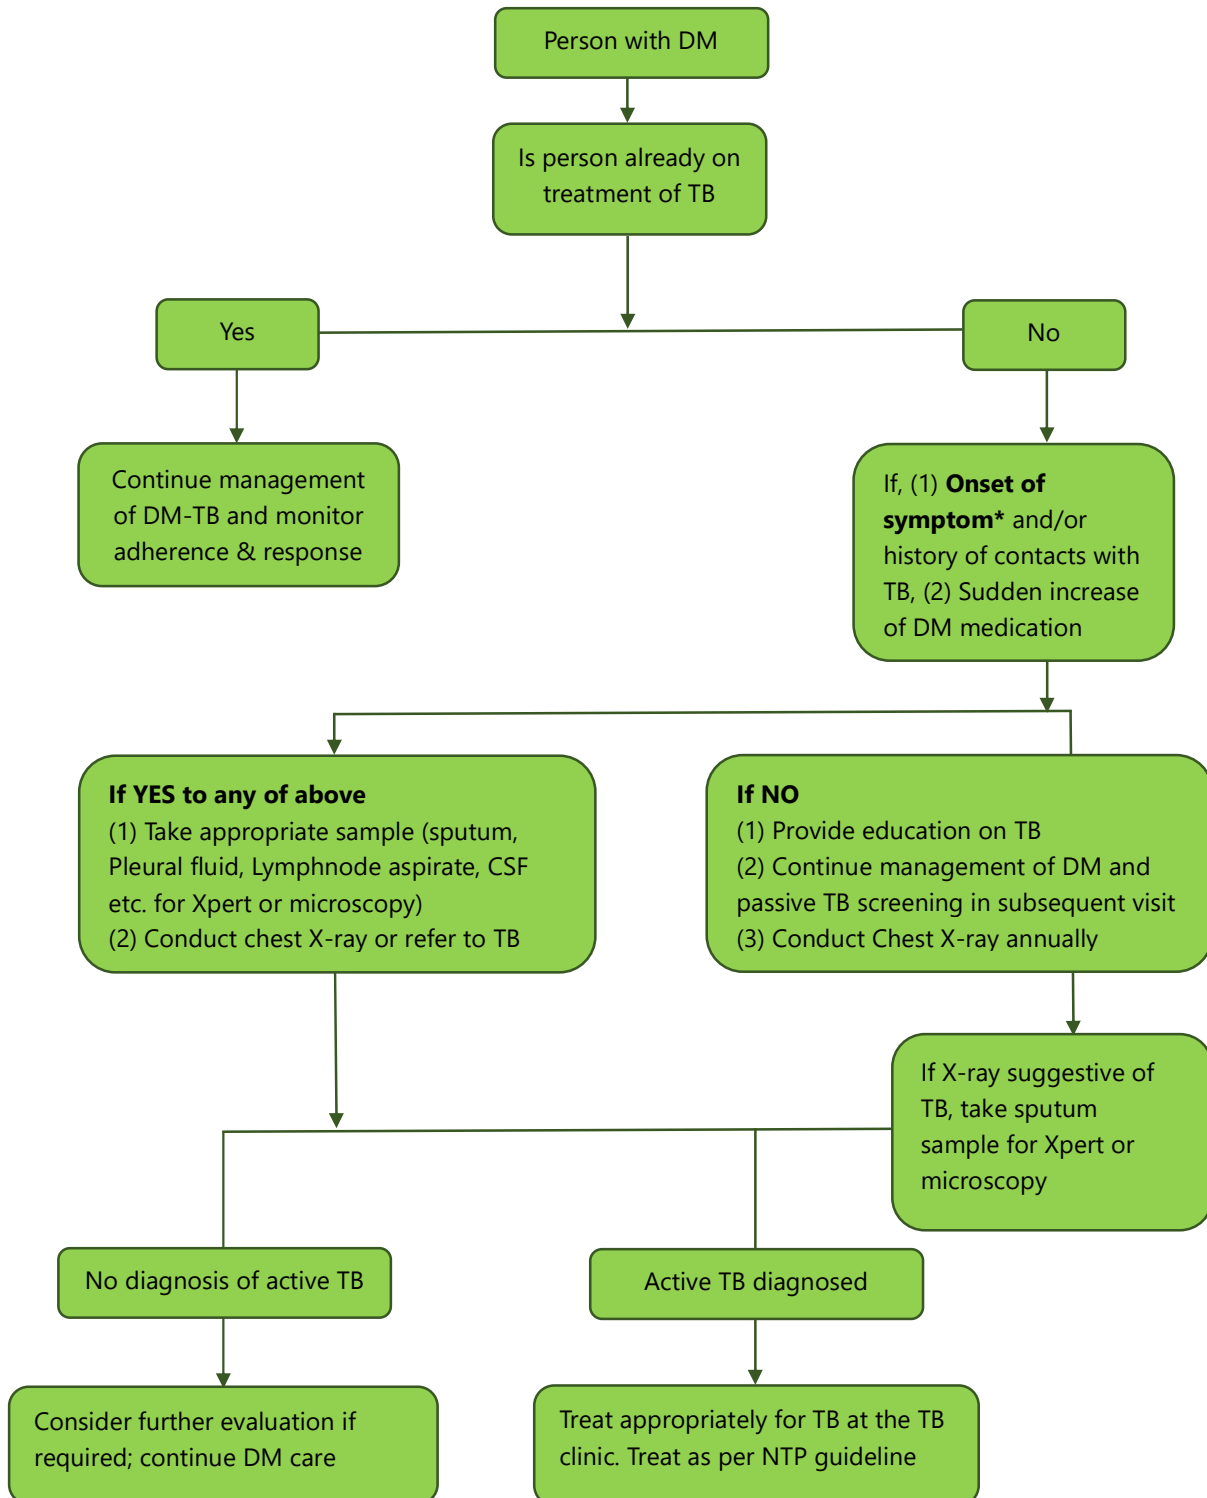 Person with DM
Is person already on
treatment of TB
Yes
No
Continue management
of DM-TB and monitor
adherence & response
If, (1) Onset of
symptom* and/or
history of contacts with
TB, (2) Sudden increase
of DM medication
If YES to any of above
(1) Take appropriate sample (sputum,
Pleural fluid, Lymphnode aspirate, CSF
etc. for Xpert or microscopy)
(2) Conduct chest X-ray or refer to TB
If NO
(1) Provide education on TB
(2) Continue management of DM and
passive TB screening in subsequent visit
(3) Conduct Chest X-ray annually
If X-ray suggestive of
TB, take sputum
sample for Xpert or
microscopy
No diagnosis of active TB
Active TB diagnosed
Consider further evaluation if
required; continue DM care
Treat appropriately for TB at the TB
clinic. Treat as per NTP guideline